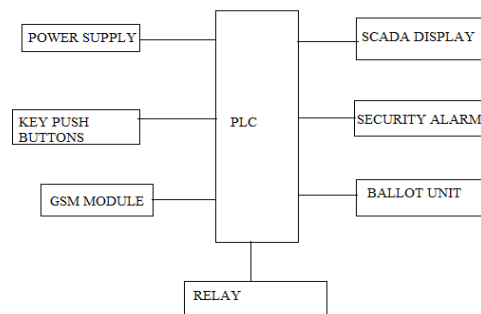 POWER SUPPLY
SCADA DISPLAY
KEY PUSH
BUTTONS
PLC
SECURITY ALARM
GSM MODULE
BALLOT UNIT
RELAY